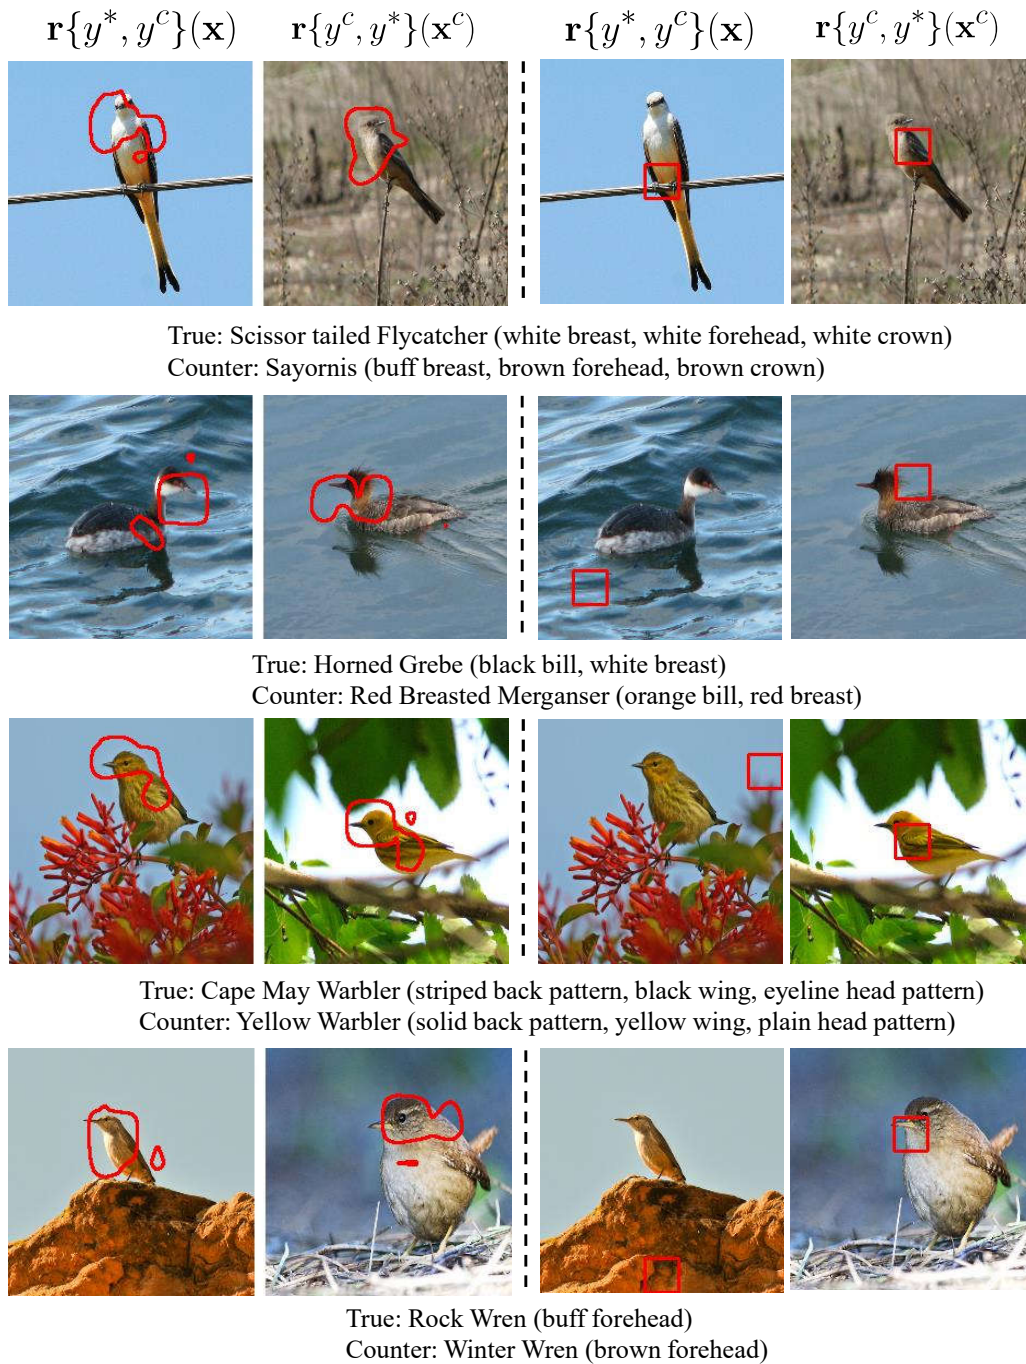 r{y*, y^c}(x) r{y^c, y*}(x^c) r{y*, y^c}(x) r{y^c, y*}(x^c)
True: Scissor tailed Flycatcher (white breast, white forehead, white crown)
Counter: Sayornis (buff breast, brown forehead, brown crown)
True: Horned Grebe (black bill, white breast)
Counter: Red Breasted Merganser (orange bill, red breast)
True: Cape May Warbler (striped back pattern, black wing, eyeline head pattern)
Counter: Yellow Warbler (solid back pattern, yellow wing, plain head pattern)
True: Rock Wren (buff forehead)
Counter: Winter Wren (brown forehead)